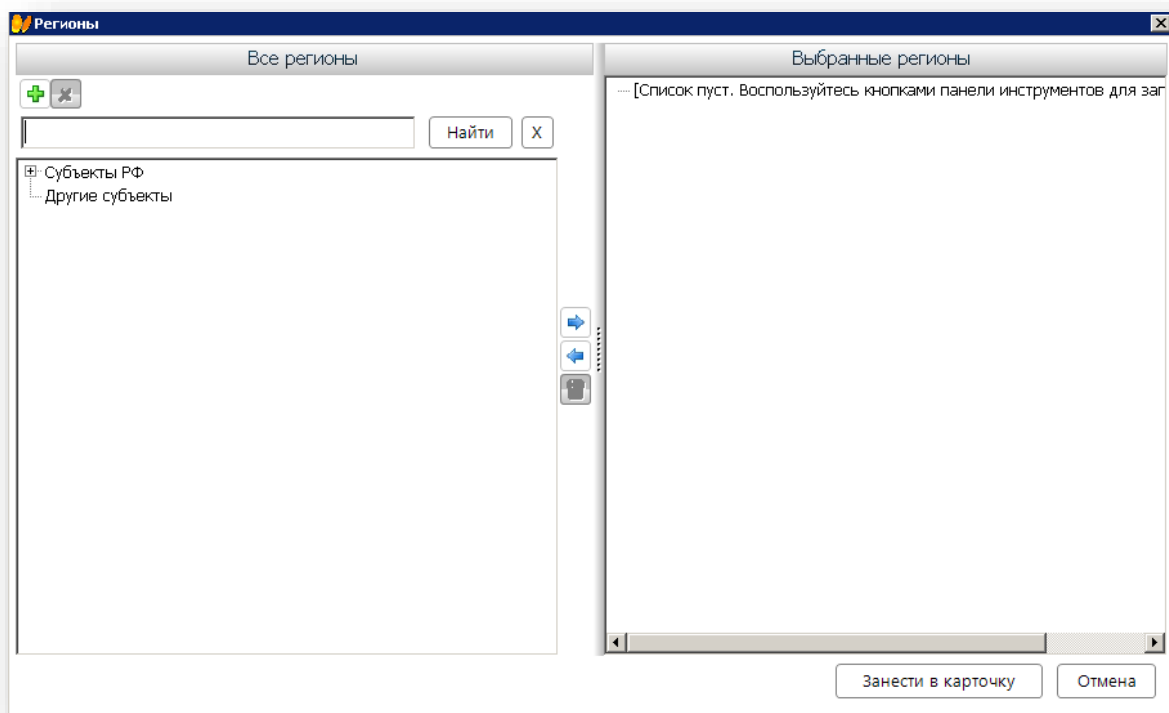 Регионы
Все регионы
Найти
X
Субъекты РФ
Другие субъекты
Выбранные регионы
[Список пуст. Воспользуйтесь кнопками панели инструментов для
Занести в карточку
Отмена